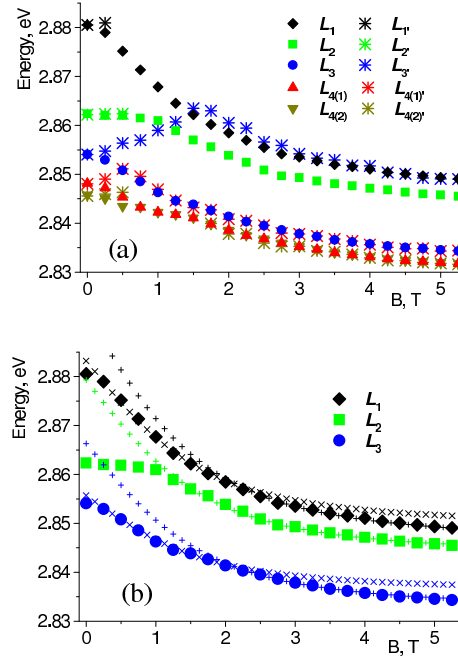 Energy, eV
2.88
2.87
2.86
2.85
2.84
2.83
L1 L1'
L2 L2'
L3 L3'
L4(1) L4(1)'
L4(2) L4(2)'
(a)
0 1 2 3 4 5
B, T
Energy, eV
2.88
2.87
2.86
2.85
2.84
2.83
L1
L2
L3
(b)
0 1 2 3 4 5
B, T